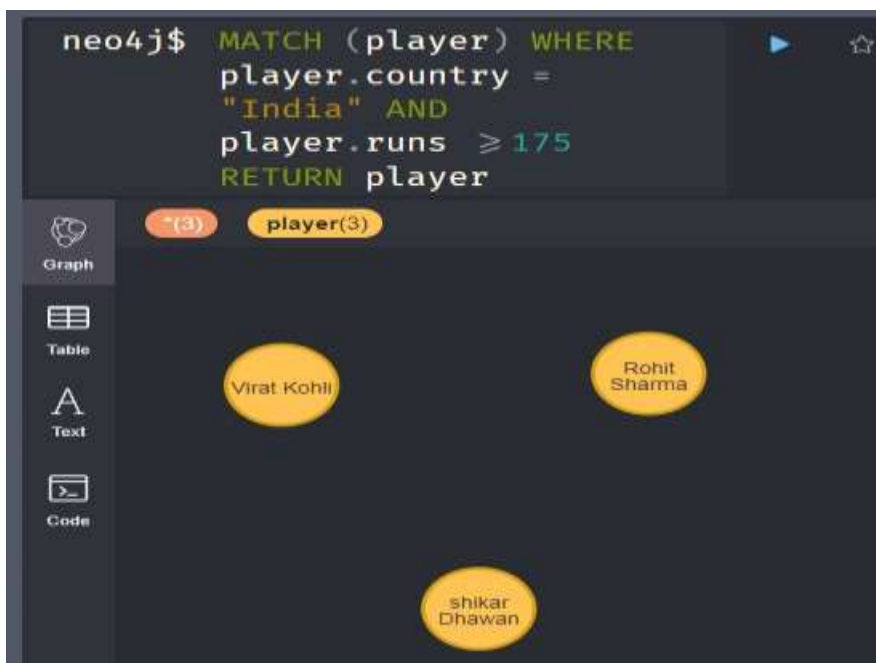 neo4j$ MATCH (player) WHERE
player.country =
"India" AND
player.runs ≥175
RETURN player
*(3) player(3)
Graph
Table
A
Text
>_
Code
Virat Kohli
Rohit
Sharma
shikar
Dhawan